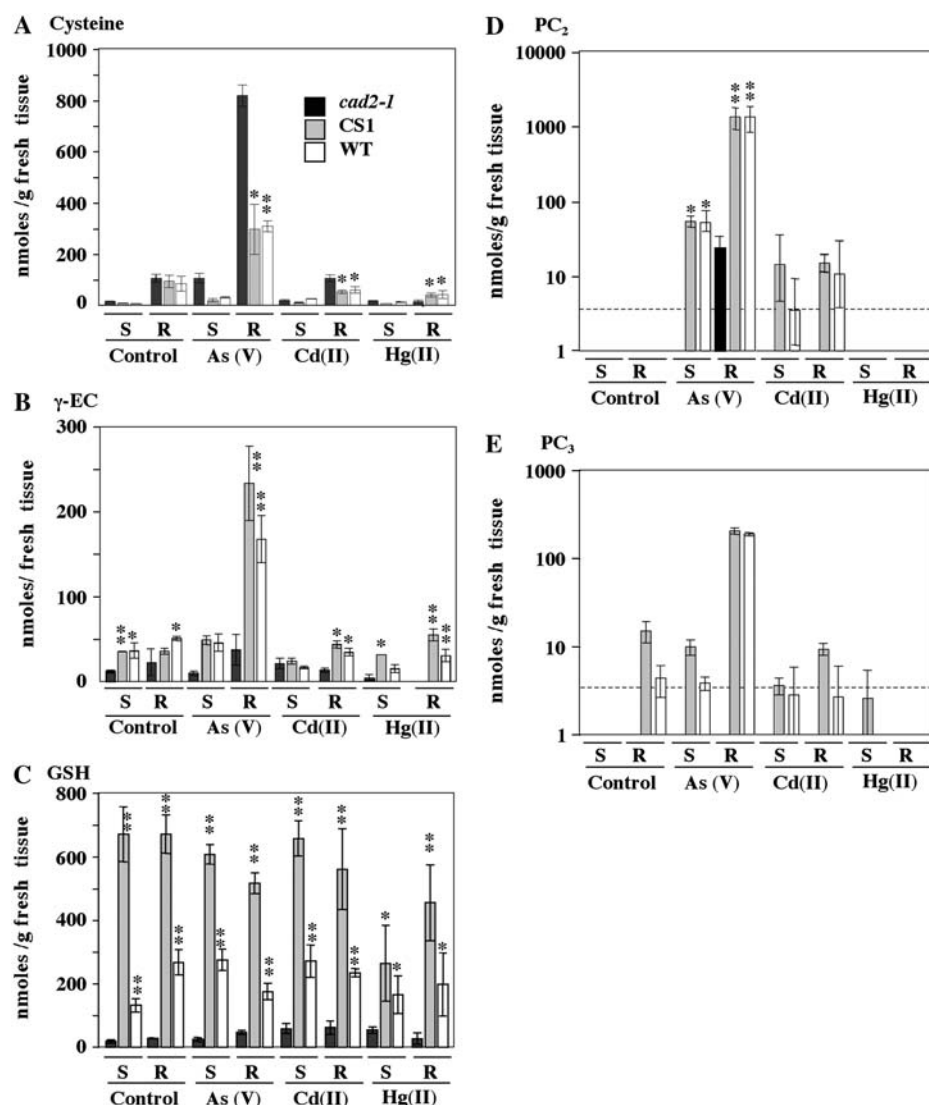 A Cysteine
1000
800
600
400
200
0
nmoles /g fresh tissue
cad2-1
CS1
WT
* ** * * * *
S R S R S R S R
Control As (V) Cd(II) Hg(II)
B γ-EC
300
200
100
50
0
nmoles/ fresh tissue
** * * ** ** * * * ** **
S R S R S R S R
Control As (V) Cd(II) Hg(II)
C GSH
800
600
400
200
0
nmoles /g fresh tissue
** ** ** ** ** ** ** ** ** ** ** ** * * ** *
S R S R S R S R
Control As (V) Cd(II) Hg(II)
D PC2
10000
1000
100
10
1
nmoles/g fresh tissue
* * ** **
S R S R S R S R
Control As (V) Cd(II) Hg(II)
E PC3
1000
100
10
1
nmoles /g fresh tissue
S R S R S R S R
Control As (V) Cd(II) Hg(II)